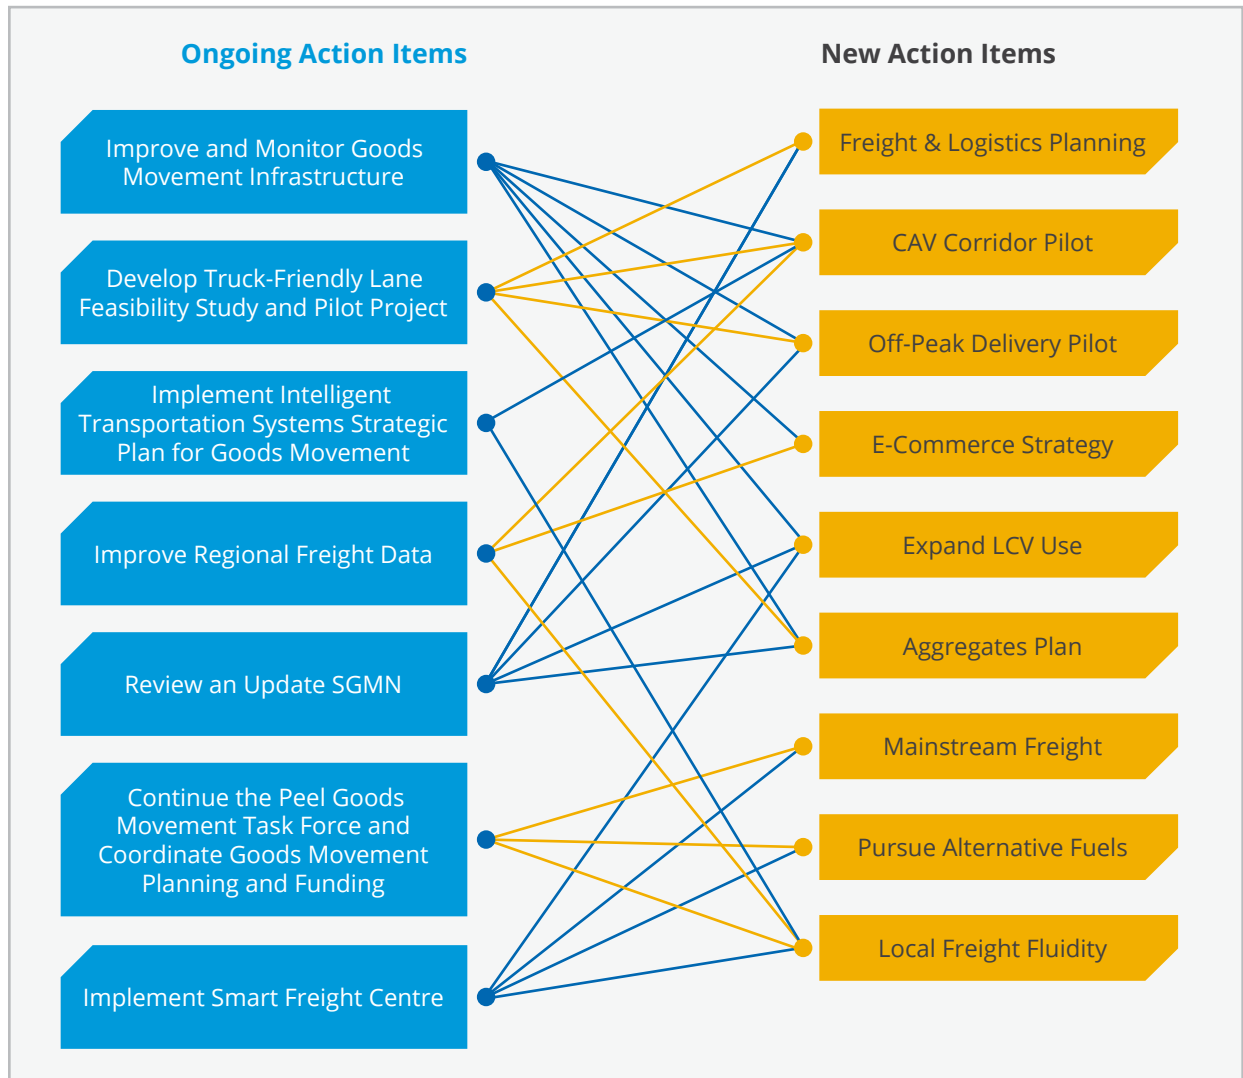 Ongoing Action Items
Improve and Monitor Goods
Movement Infrastructure
Develop Truck-Friendly Lane
Feasibility Study and Pilot Project
Implement Intelligent
Transportation Systems Strategic
Plan for Goods Movement
Improve Regional Freight Data
Review an Update SGMN
Continue the Peel Goods
Movement Task Force and
Coordinate Goods Movement
Planning and Funding
Implement Smart Freight Centre
New Action Items
Freight & Logistics Planning
CAV Corridor Pilot
Off-Peak Delivery Pilot
E-Commerce Strategy
Expand LCV Use
Aggregates Plan
Mainstream Freight
Pursue Alternative Fuels
Local Freight Fluidity